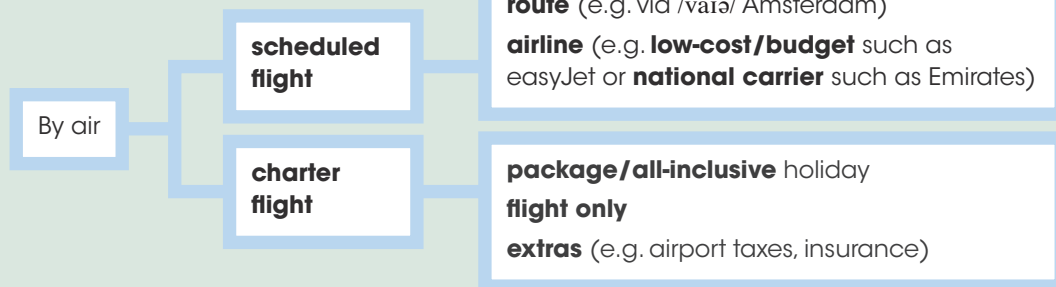 route (e.g. via /vaɪə/ Amsterdam)
scheduled
flight
airline (e.g. low-cost/budget such as
easyJet or national carrier such as Emirates)
By air
charter
flight
package/all-inclusive holiday
flight only
extras (e.g. airport taxes, insurance)